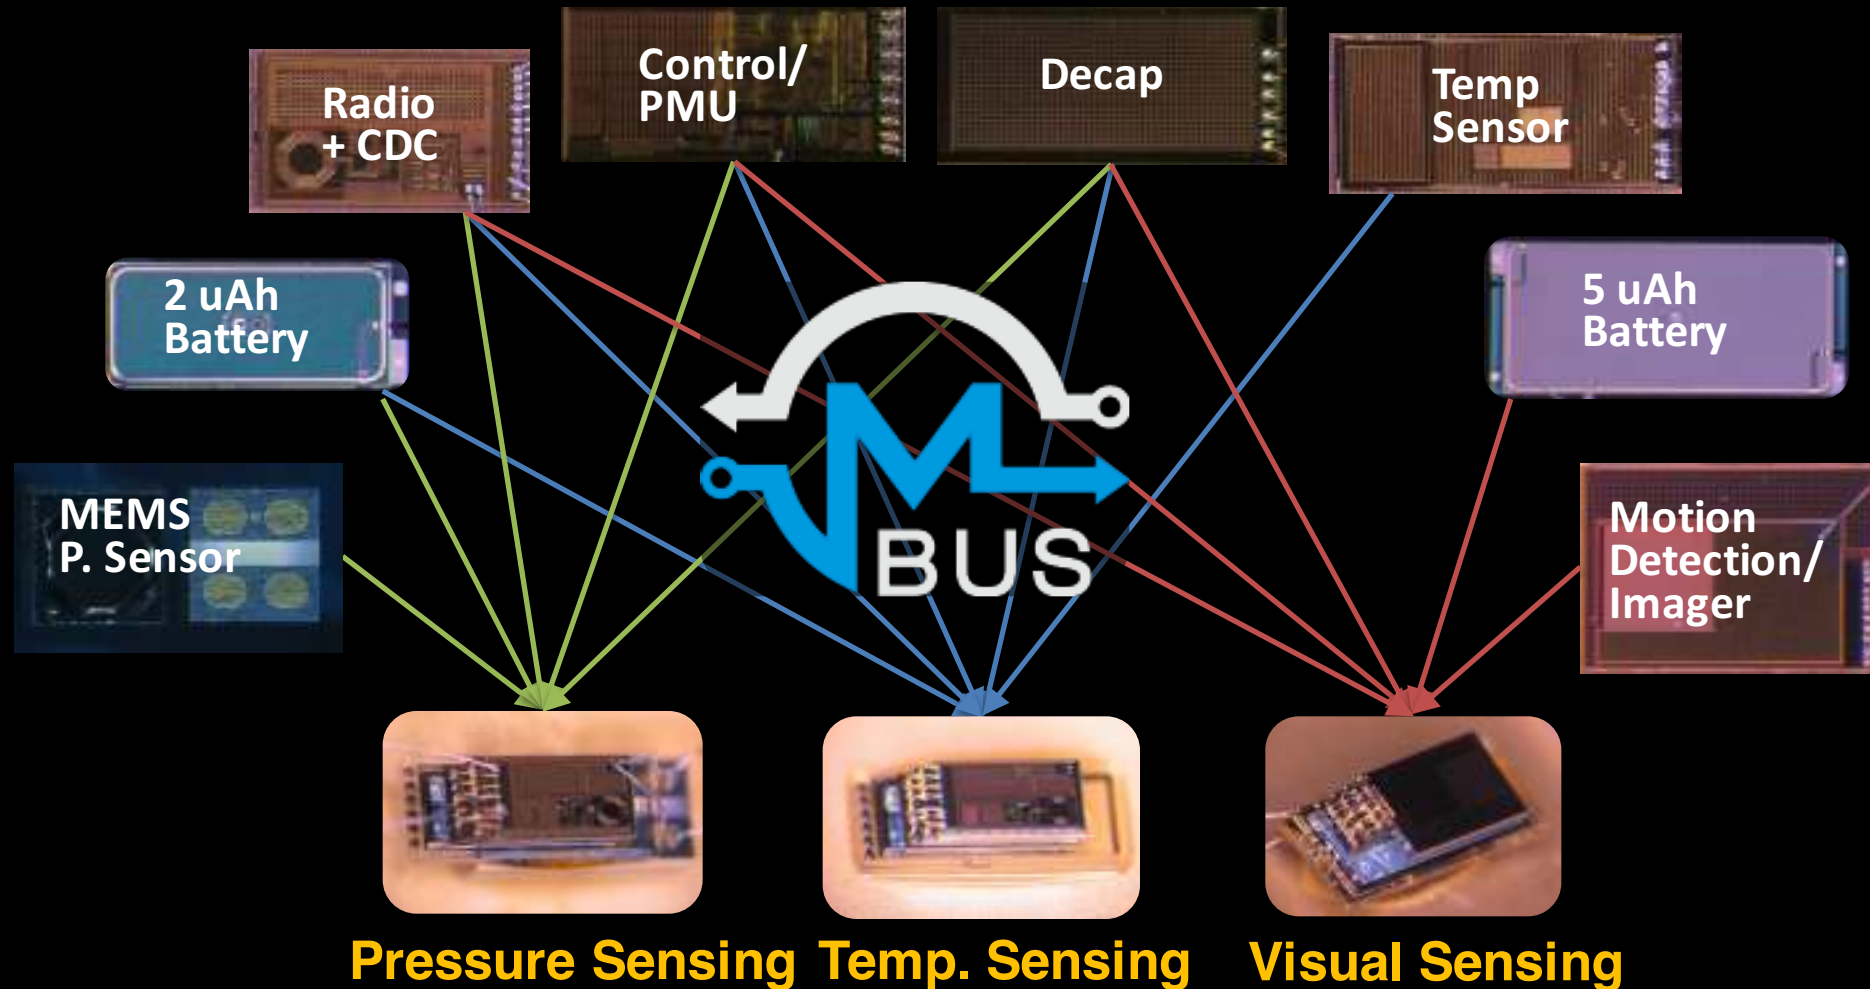 Radio
+ CDC
Control/
PMU
Decap
Temp
Sensor
2 uAh
Battery
5 uAh
Battery
MEMS
P. Sensor
M
BUS
Motion
Detection/
Imager
Pressure Sensing
Temp. Sensing
Visual Sensing